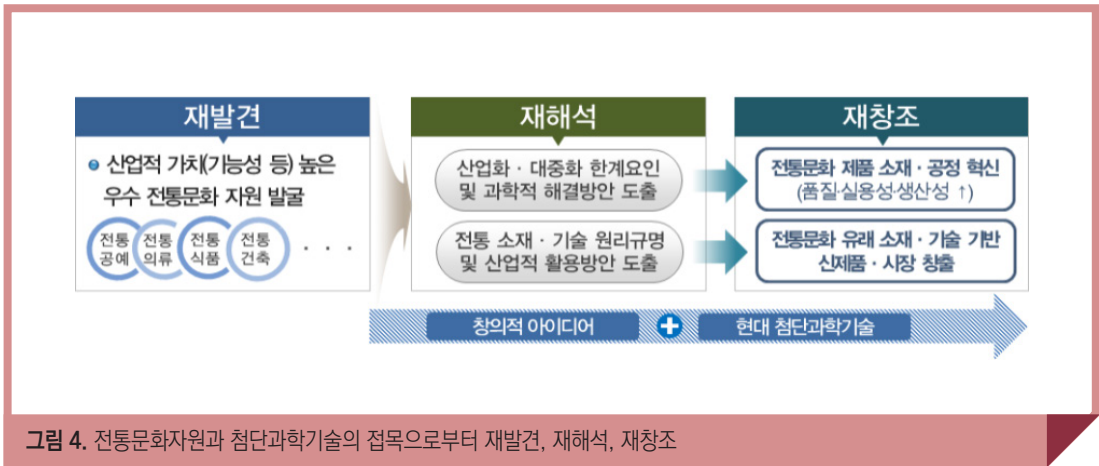 재발견
● 산업적 가치(기능성 등) 높은
우수 전통문화 자원 발굴
전통
공예
전통
의류
전통
식품
전통
건축
· · ·
재해석
산업화 · 대중화 한계요인
및 과학적 해결방안 도출
전통 소재 · 기술 원리규명
및 산업적 활용방안 도출
재창조
전통문화 제품 소재 · 공정 혁신
(품질·실용성·생산성 ↑)
전통문화 유래 소재 · 기술 기반
신제품 · 시장 창출
창의적 아이디어 + 현대 첨단과학기술
그림 4. 전통문화자원과 첨단과학기술의 접목으로부터 재발견, 재해석, 재창조